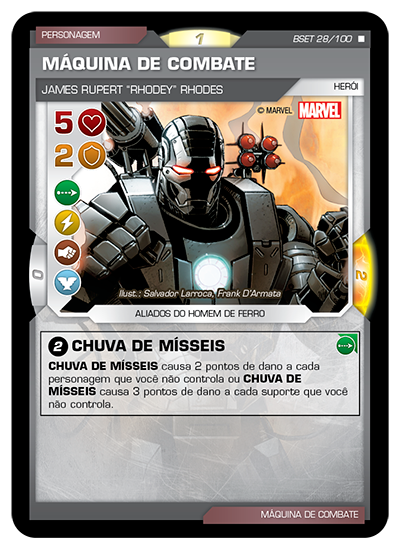 PERSONAGEM
1
BSET 28/100
MÁQUINA DE COMBATE
JAMES RUPERT "RHODEY" RHODES
HERÓI
© MARVEL MARVEL
5
2
0
2
Ilust.: Salvador Larroca, Frank D'Armata
ALIADOS DO HOMEM DE FERRO
2 CHUVA DE MÍSSEIS
CHUVA DE MÍSSEIS causa 2 pontos de dano a cada
personagem que você não controla ou CHUVA DE
MÍSSEIS causa 3 pontos de dano a cada suporte que você
não controla.
MÁQUINA DE COMBATE